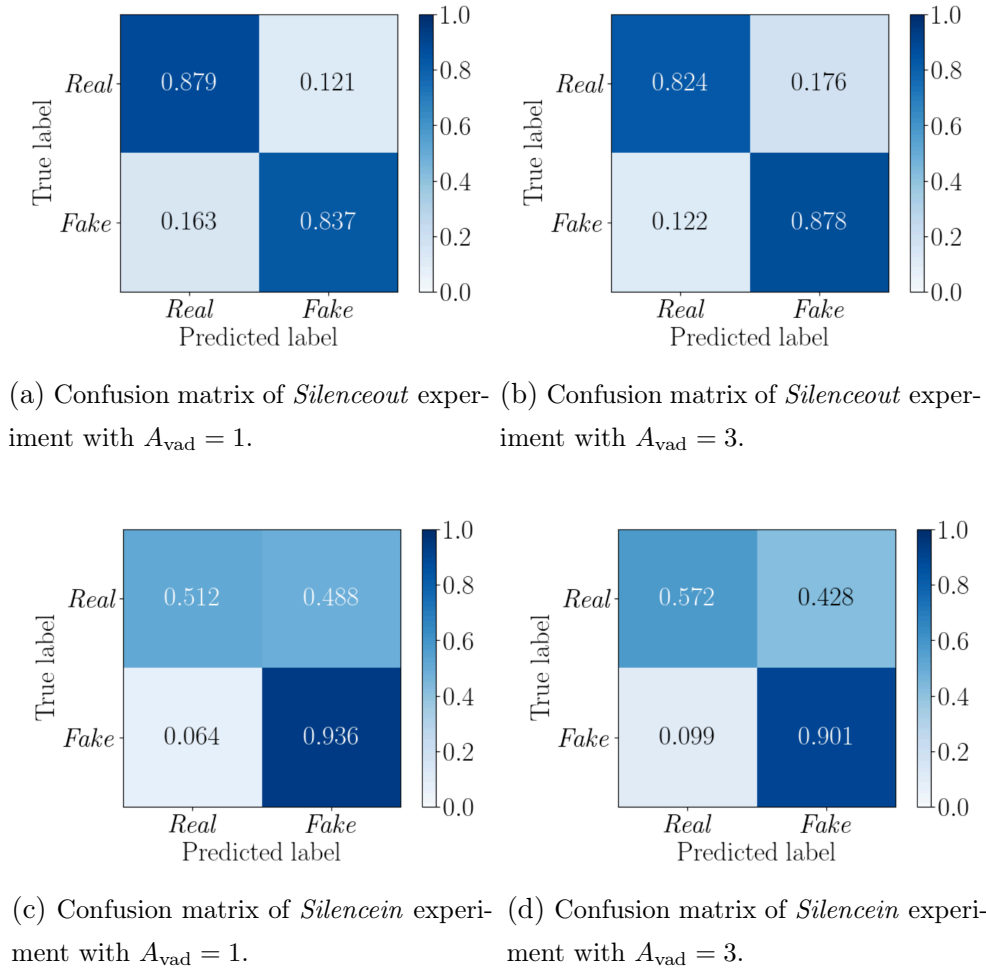 1.0
0.8
0.6
0.4
0.2
0.0
True label
Real
Fake
0.879 0.121
0.163 0.837
Real Fake
Predicted label
1.0
0.8
0.6
0.4
0.2
0.0
True label
Real
Fake
0.824 0.176
0.122 0.878
Real Fake
Predicted label
(a) Confusion matrix of Silenceout exper-
iment with A_vad = 1.
(b) Confusion matrix of Silenceout exper-
iment with A_vad = 3.
1.0
0.8
0.6
0.4
0.2
0.0
True label
Real
Fake
0.512 0.488
0.064 0.936
Real Fake
Predicted label
1.0
0.8
0.6
0.4
0.2
0.0
True label
Real
Fake
0.572 0.428
0.099 0.901
Real Fake
Predicted label
(c) Confusion matrix of Silencein experi-
ment with A_vad = 1.
(d) Confusion matrix of Silencein experi-
ment with A_vad = 3.